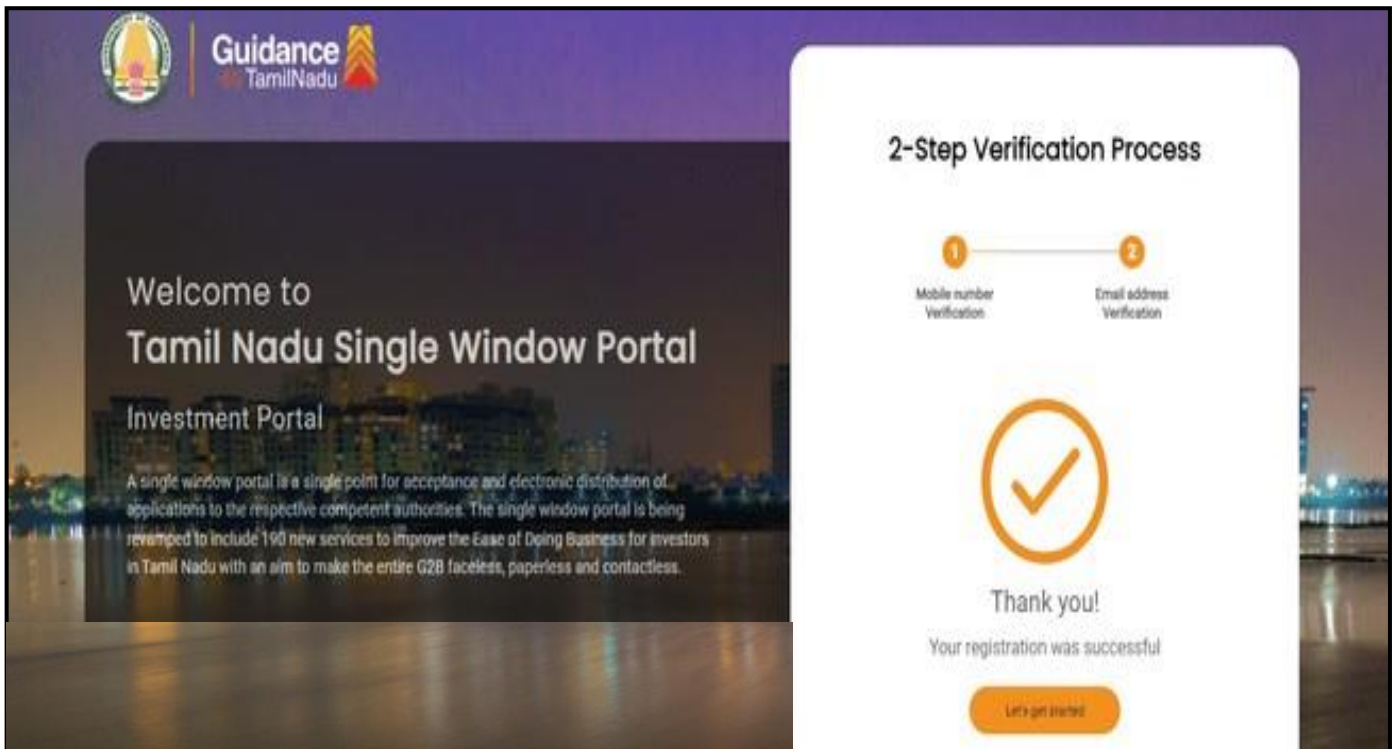 Guidance
TamilNadu
Welcome to
Tamil Nadu Single Window Portal
Investment Portal
A single window portal is a single point for acceptance and electronic distribution of
applications to the respective competent authorities. The single window portal is being
revamped to include 190 new services to improve the Ease of Doing Business for investors
in Tamil Nadu with an aim to make the entire G2B faceless, paperless and contactless.
2-Step Verification Process
1
2
Mobile number
Verification
Email address
Verification
Thank you!
Your registration was successful
Let's get started